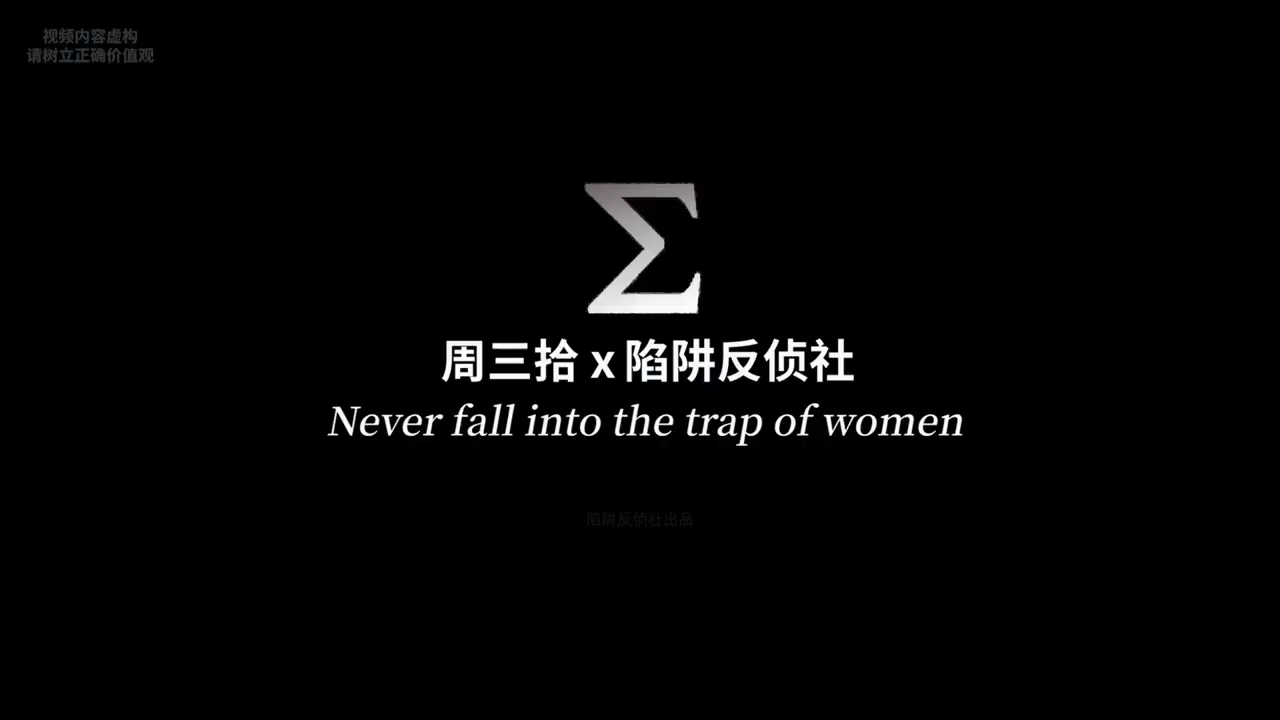 视频内容虚构
请树立正确价值观
Σ
周三拾 x 陷阱反侦社
Never fall into the trap of women
陷阱反侦社出品